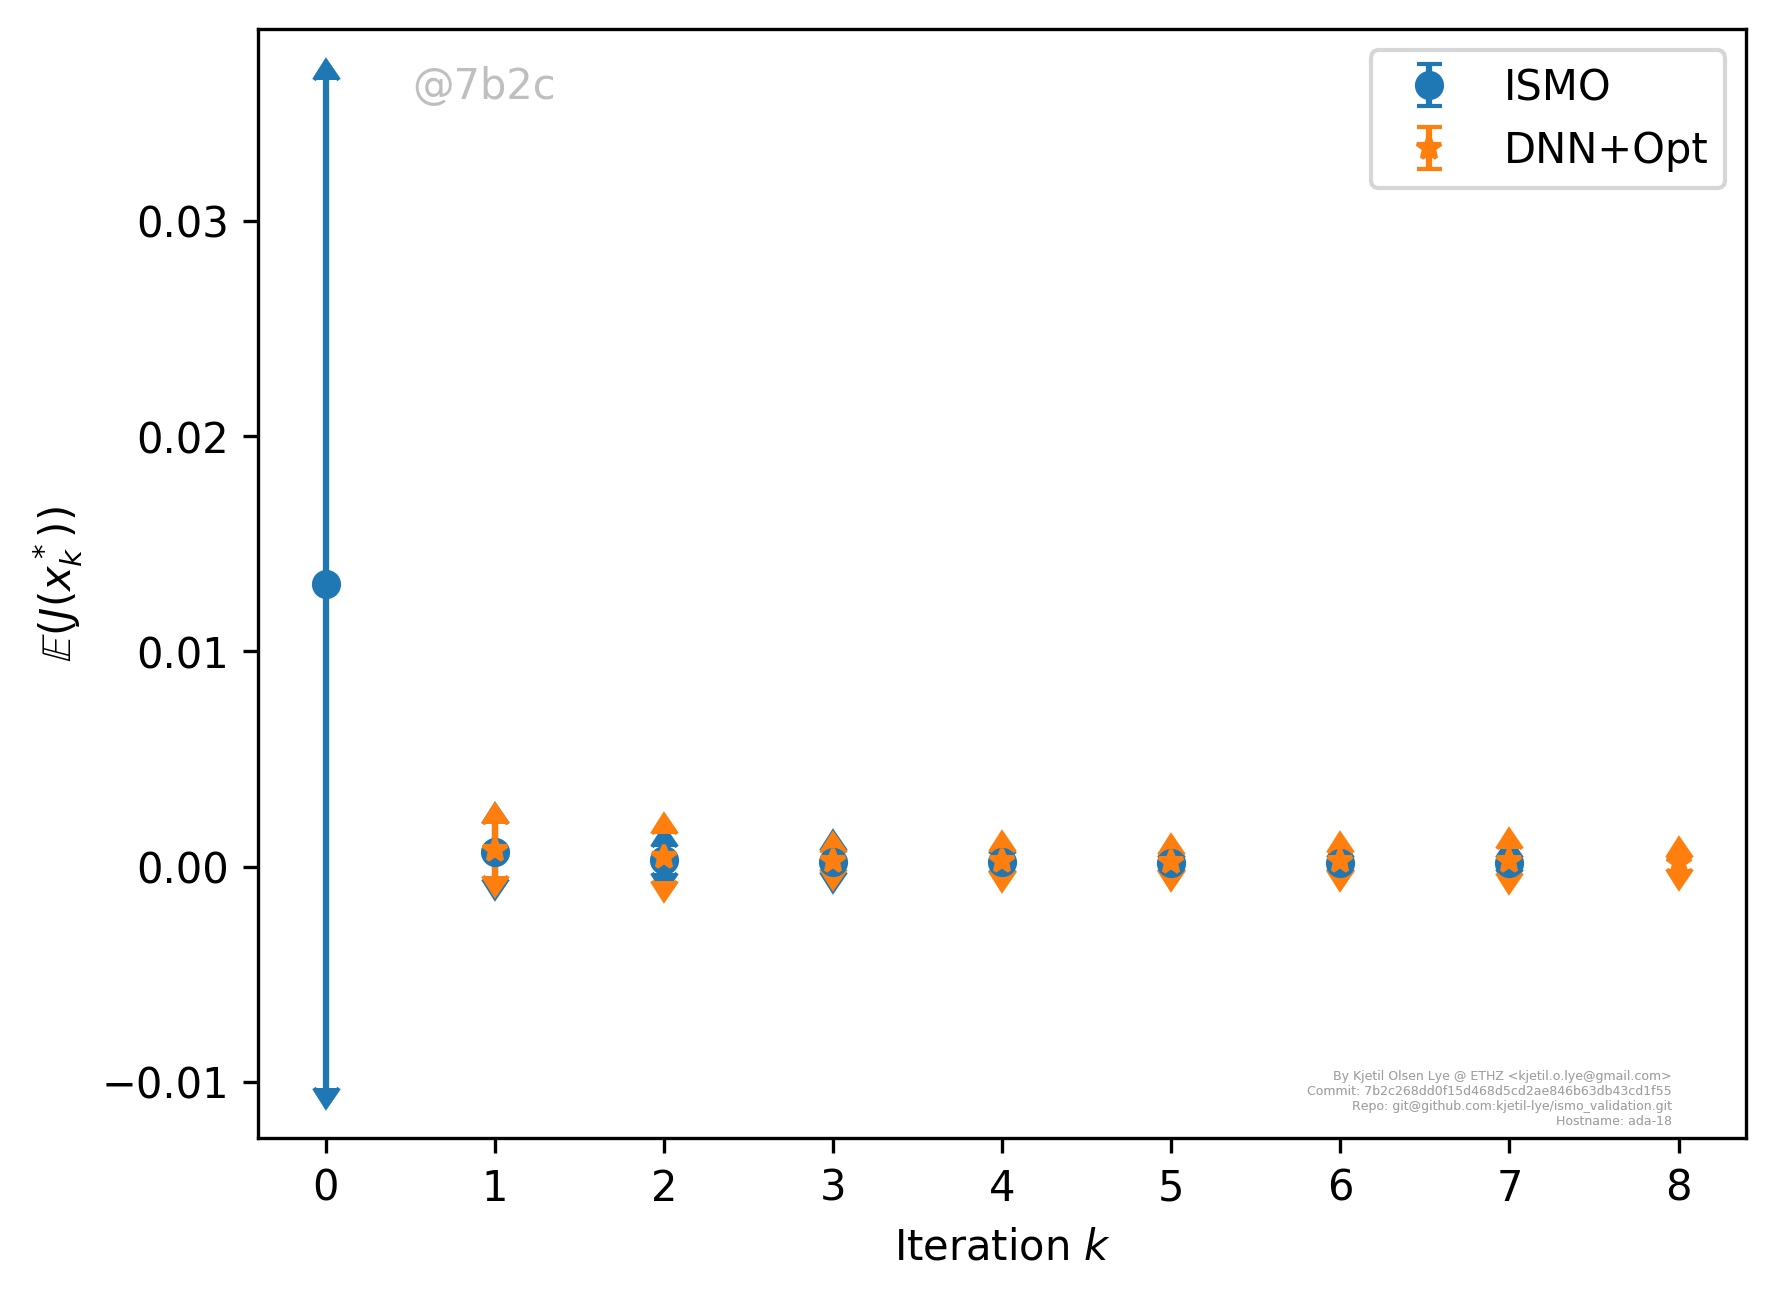 @7b2c
ISMO
DNN+Opt
0.03
0.02
0.01
0.00
−0.01
𝔼(J(x*k))
0 1 2 3 4 5 6 7 8
Iteration k
By Kjetil Olsen Lye @ ETHZ <kjetil.o.lye@gmail.com>
Commit: 7b2c268dd0f15d468d5cd2ae846b63db43cd1f55
Repo: git@github.com:kjetil-lye/ismo_validation.git
Hostname: ada-18